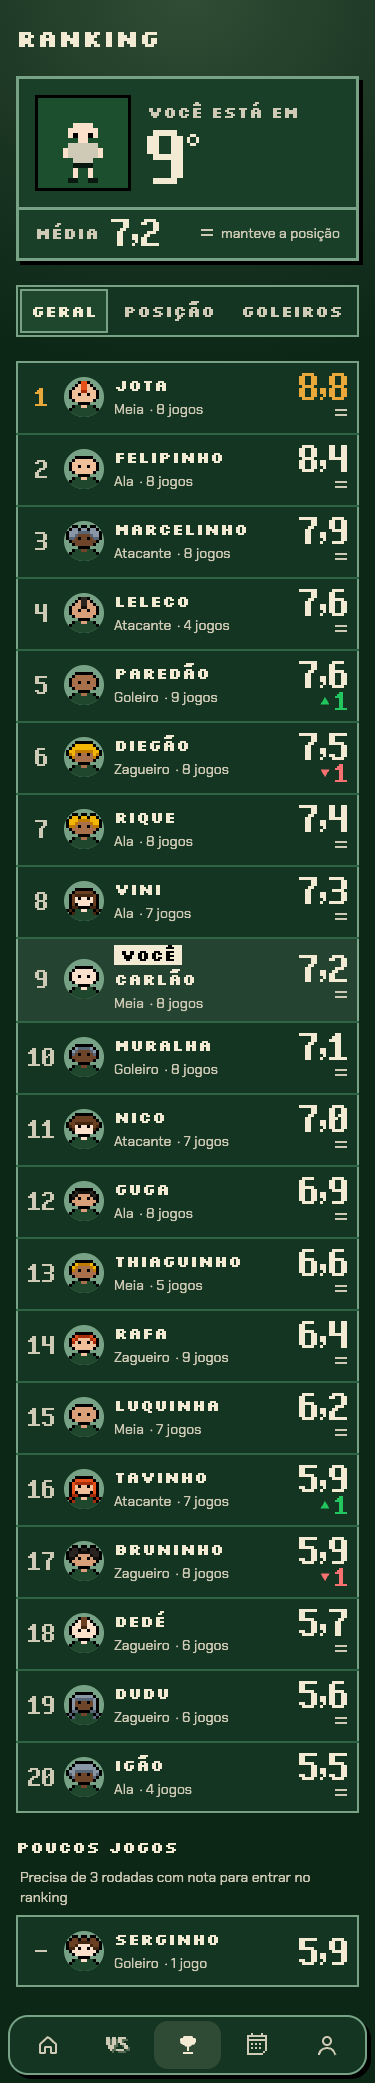 RANKING
VOCÊ ESTÁ EM
9°
MÉDIA 7,2 = manteve a posição
GERAL POSIÇÃO GOLEIROS
1 JOTA 8,8
Meia · 8 jogos =
2 FELIPINHO 8,4
Ala · 8 jogos =
3 MARCELINHO 7,9
Atacante · 8 jogos =
4 LELECO 7,6
Atacante · 4 jogos =
5 PAREDÃO 7,6
Goleiro · 9 jogos ▲1
6 DIEGÃO 7,5
Zagueiro · 8 jogos ▼1
7 RIQUE 7,4
Ala · 8 jogos =
8 VINI 7,3
Ala · 7 jogos =
VOCÊ
9 CARLÃO 7,2
Meia · 8 jogos =
10 MURALHA 7,1
Goleiro · 8 jogos =
11 NICO 7,0
Atacante · 7 jogos =
12 GUGA 6,9
Ala · 8 jogos =
13 THIAGUINHO 6,6
Meia · 5 jogos =
14 RAFA 6,4
Zagueiro · 9 jogos =
15 LUQUINHA 6,2
Meia · 7 jogos =
16 TAVINHO 5,9
Atacante · 7 jogos ▲1
17 BRUNINHO 5,9
Zagueiro · 8 jogos ▼1
18 DEDÉ 5,7
Zagueiro · 6 jogos =
19 DUDU 5,6
Zagueiro · 6 jogos =
20 IGÃO 5,5
Ala · 4 jogos =
POUCOS JOGOS
Precisa de 3 rodadas com nota para entrar no
ranking
– SERGINHO 5,9
Goleiro · 1 jogo
VS